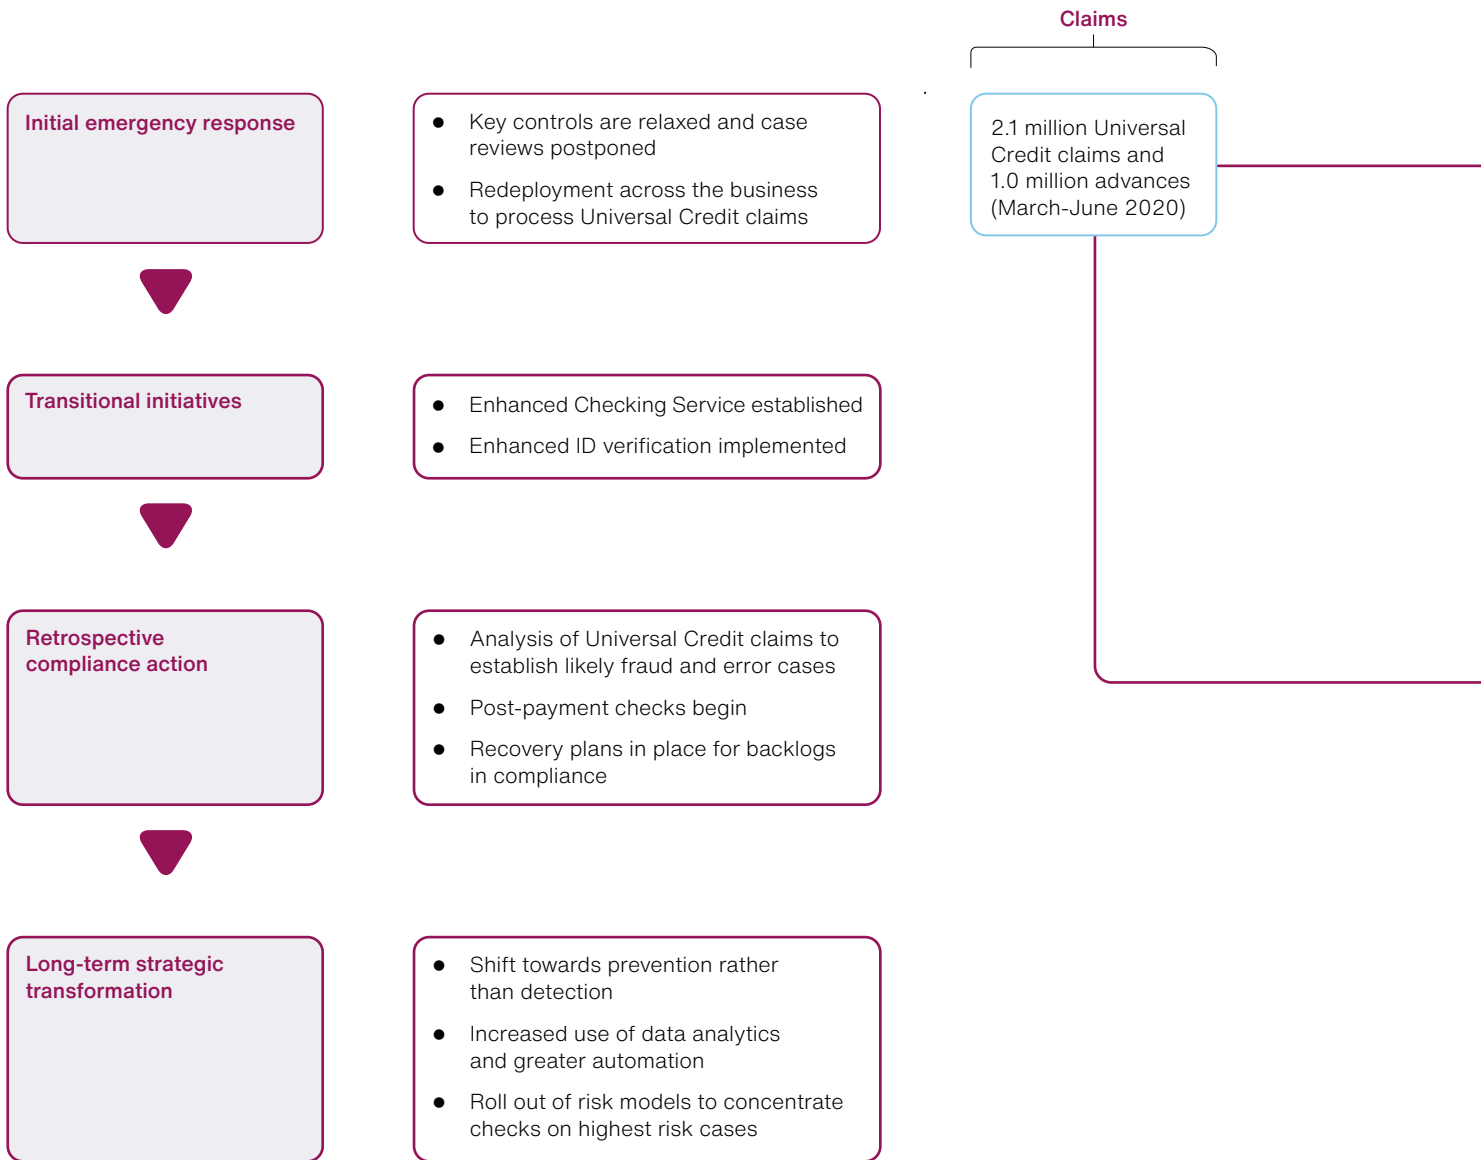 Claims
Initial emergency response
● Key controls are relaxed and case
reviews postponed
● Redeployment across the business
to process Universal Credit claims
2.1 million Universal
Credit claims and
1.0 million advances
(March-June 2020)
Transitional initiatives
● Enhanced Checking Service established
● Enhanced ID verification implemented
Retrospective
compliance action
● Analysis of Universal Credit claims to
establish likely fraud and error cases
● Post-payment checks begin
● Recovery plans in place for backlogs
in compliance
Long-term strategic
transformation
● Shift towards prevention rather
than detection
● Increased use of data analytics
and greater automation
● Roll out of risk models to concentrate
checks on highest risk cases